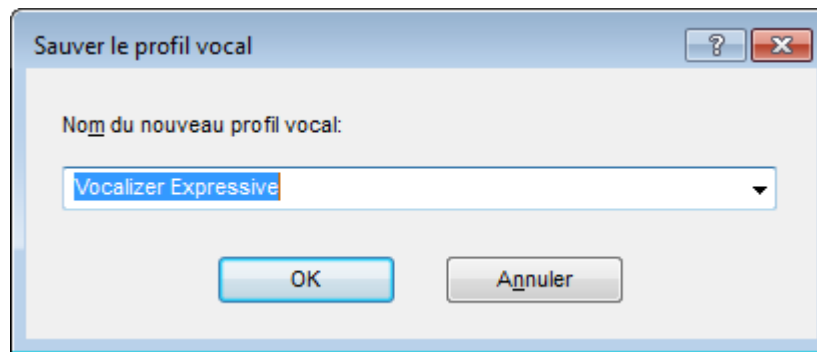 Sauver le profil vocal
Nom du nouveau profil vocal:
Vocalizer Expressive
OK
Annuler